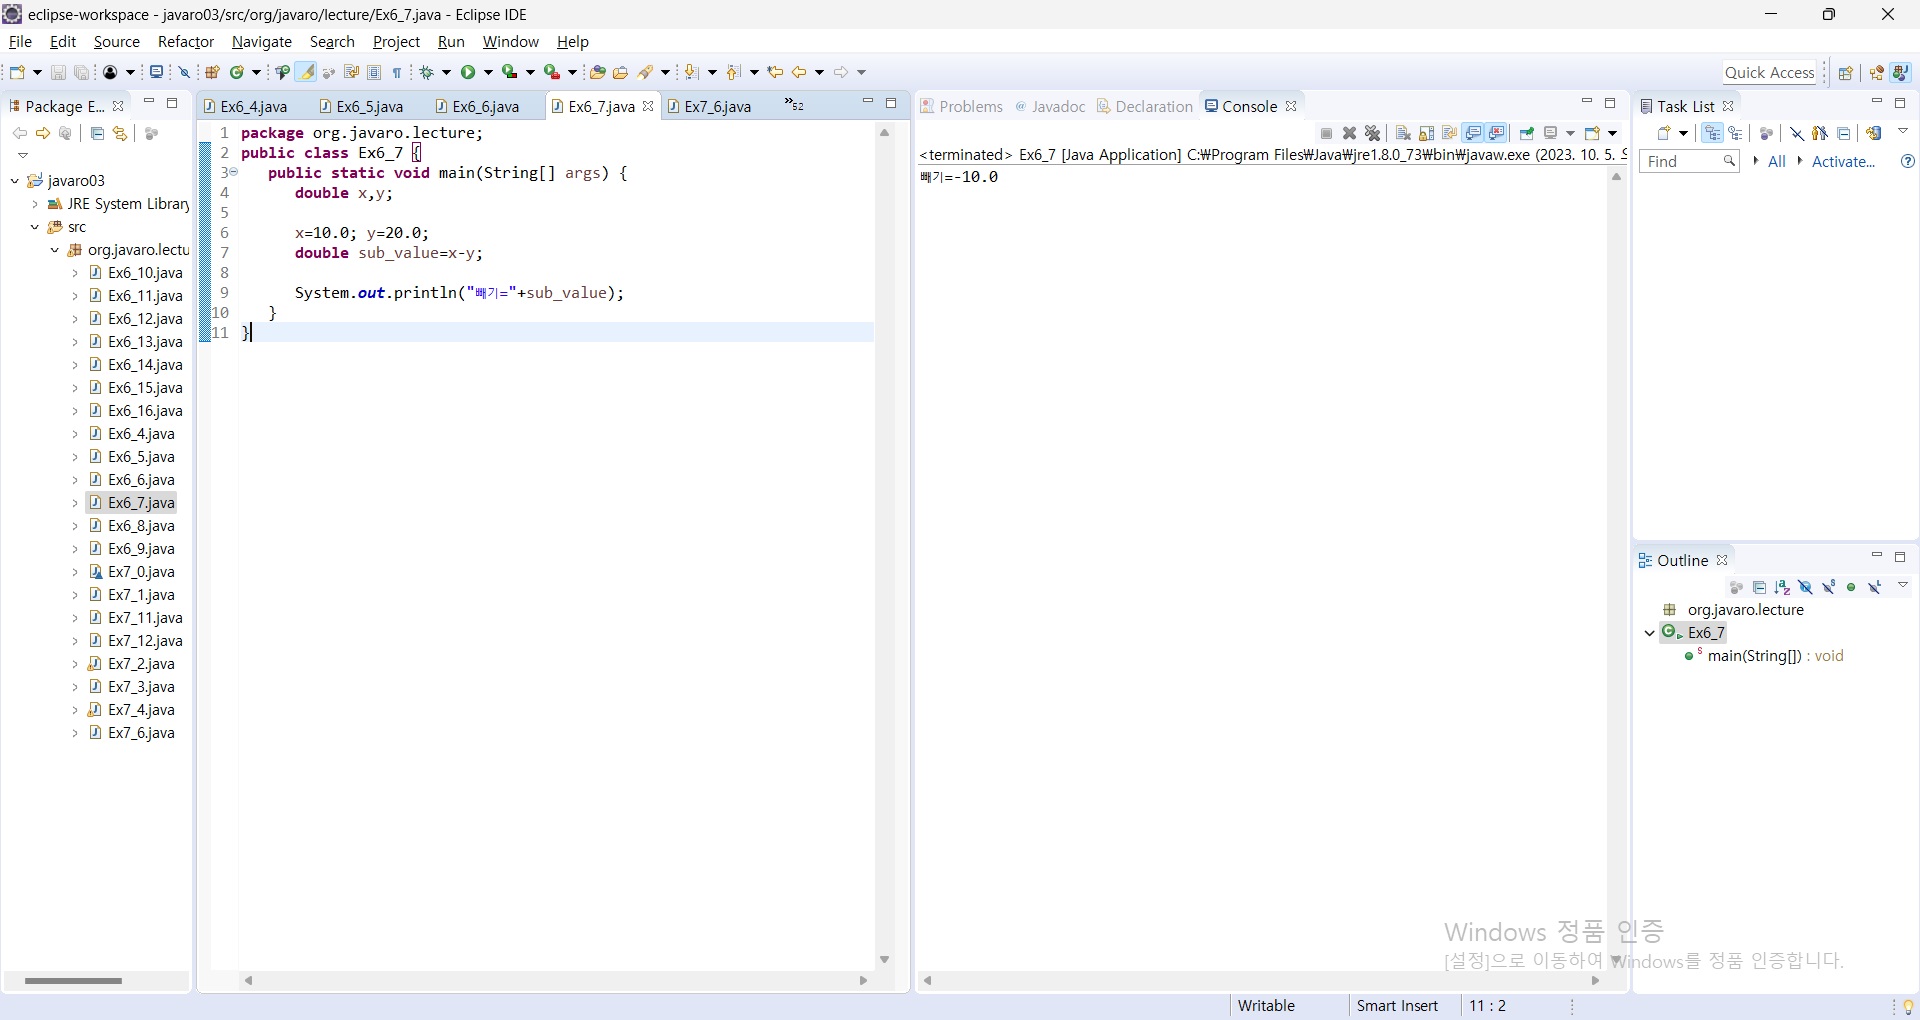 eclipse-workspace - javaro03/src/org/javaro/lecture/Ex6_7.java - Eclipse IDE
File Edit Source Refactor Navigate Search Project Run Window Help
Quick Access
Package E...
Ex6_4.java Ex6_5.java Ex6_6.java Ex6_7.java Ex7_6.java »52
Problems @ Javadoc Declaration Console
Task List
javaro03
JRE System Library
src
org.javaro.lectu
Ex6_10.java
Ex6_11.java
Ex6_12.java
Ex6_13.java
Ex6_14.java
Ex6_15.java
Ex6_16.java
Ex6_4.java
Ex6_5.java
Ex6_6.java
Ex6_7.java
Ex6_8.java
Ex6_9.java
Ex7_0.java
Ex7_1.java
Ex7_11.java
Ex7_12.java
Ex7_2.java
Ex7_3.java
Ex7_4.java
Ex7_6.java
1 package org.javaro.lecture;
2 public class Ex6_7 {
3 public static void main(String[] args) {
4 double x,y;
5
6 x=10.0; y=20.0;
7 double sub_value=x-y;
8
9 System.out.println("빼기="+sub_value);
10 }
11 }
<terminated> Ex6_7 [Java Application] C:₩Program Files₩Java₩jre1.8.0_73₩bin₩javaw.exe (2023. 10. 5.
빼기=-10.0
Find All Activate...
Outline
org.javaro.lecture
Ex6_7
main(String[]) : void
Windows 정품 인증
[설정]으로 이동하여 Windows를 정품 인증합니다.
Writable Smart Insert 11 : 2